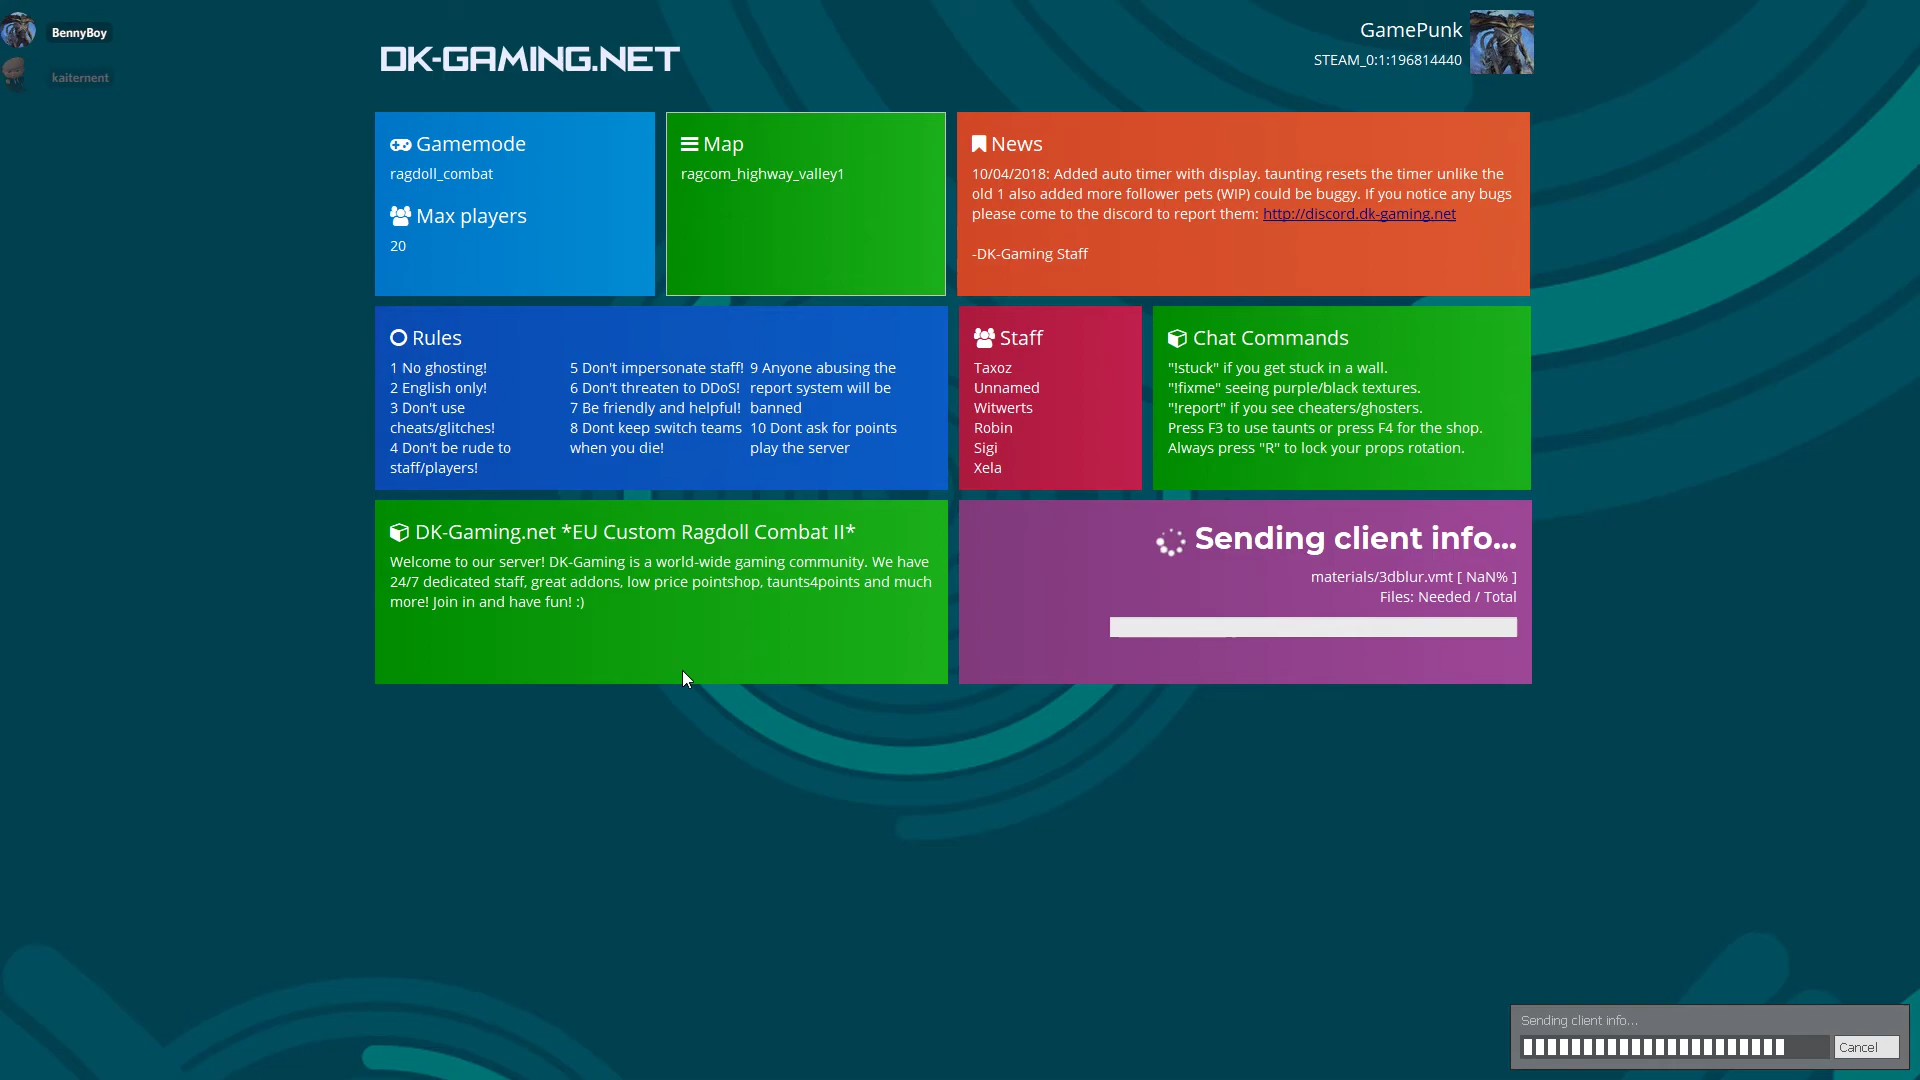 BennyBoy
kaiternent
DK-GAMING.NET
GamePunk
STEAM_0:1:196814440
Gamemode
ragdoll_combat
Max players
20
Map
ragcom_highway_valley1
News
10/04/2018: Added auto timer with display. taunting resets the timer unlike the
old 1 also added more follower pets (WIP) could be buggy. If you notice any bugs
please come to the discord to report them: http://discord.dk-gaming.net
-DK-Gaming Staff
Rules
1 No ghosting!
2 English only!
3 Don't use
cheats/glitches!
4 Don't be rude to
staff/players!
5 Don't impersonate staff!
6 Don't threaten to DDoS!
7 Be friendly and helpful!
8 Dont keep switch teams
when you die!
9 Anyone abusing the
report system will be
banned
10 Dont ask for points
play the server
Staff
Taxoz
Unnamed
Witwerts
Robin
Sigi
Xela
Chat Commands
"!stuck" if you get stuck in a wall.
"!fixme" seeing purple/black textures.
"!report" if you see cheaters/ghosters.
Press F3 to use taunts or press F4 for the shop.
Always press "R" to lock your props rotation.
DK-Gaming.net *EU Custom Ragdoll Combat II*
Welcome to our server! DK-Gaming is a world-wide gaming community. We have
24/7 dedicated staff, great addons, low price pointshop, taunts4points and much
more! Join in and have fun! :)
Sending client info...
materials/3dblur.vmt [ NaN% ]
Files: Needed / Total
Sending client info...
Cancel